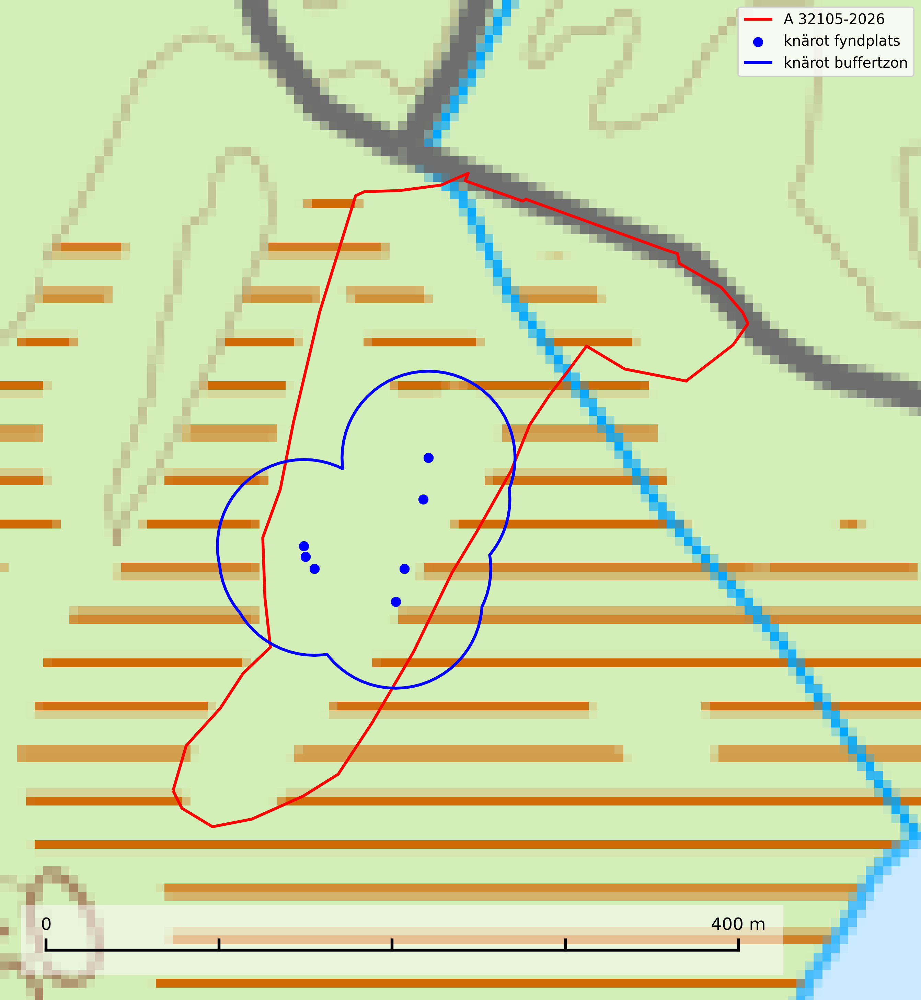 A 32105-2026
knärot fyndplats
knärot buffertzon
0
400 m